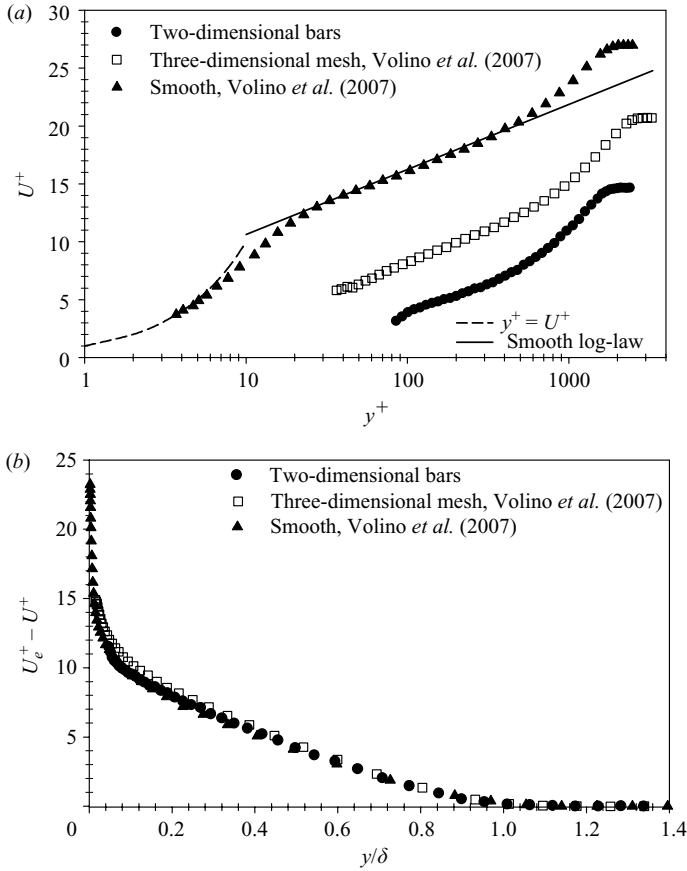 (a)
30
25
20
15
10
5
0
U+
Two-dimensional bars
Three-dimensional mesh, Volino et al. (2007)
Smooth, Volino et al. (2007)
y+ = U+
Smooth log-law
1 10 100 1000
y+
(b)
25
20
15
10
5
0
Ue+ − U+
Two-dimensional bars
Three-dimensional mesh, Volino et al. (2007)
Smooth, Volino et al. (2007)
0.2 0.4 0.6 0.8 1.0 1.2 1.4
y/δ